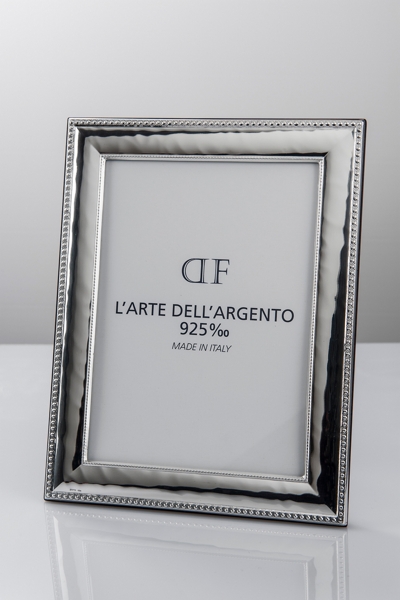 DF
L'ARTE DELL'ARGENTO
925‰
MADE IN ITALY